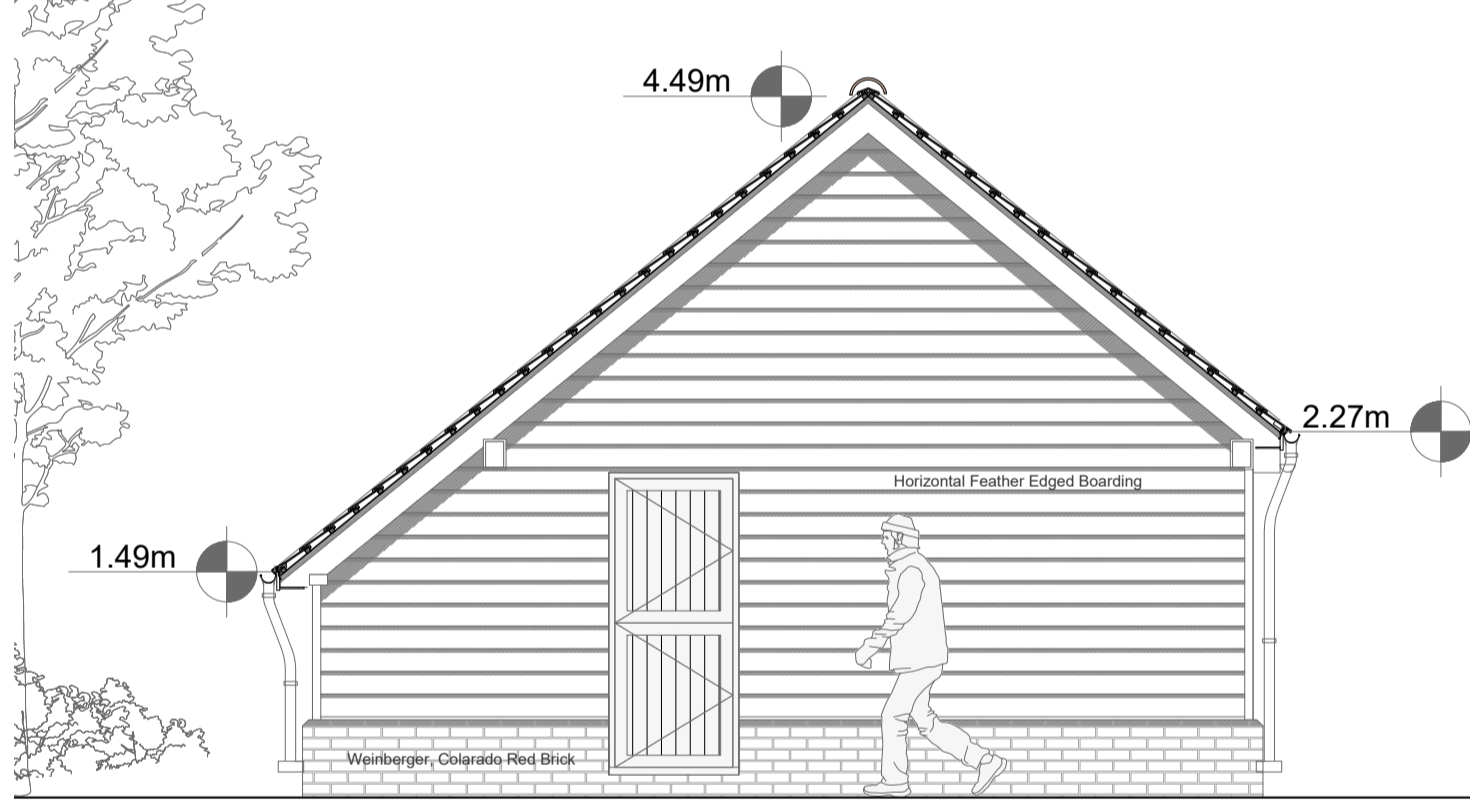 4.49m
2.27m
Horizontal Feather Edged Boarding
1.49m
Weinberger, Colarado Red Brick